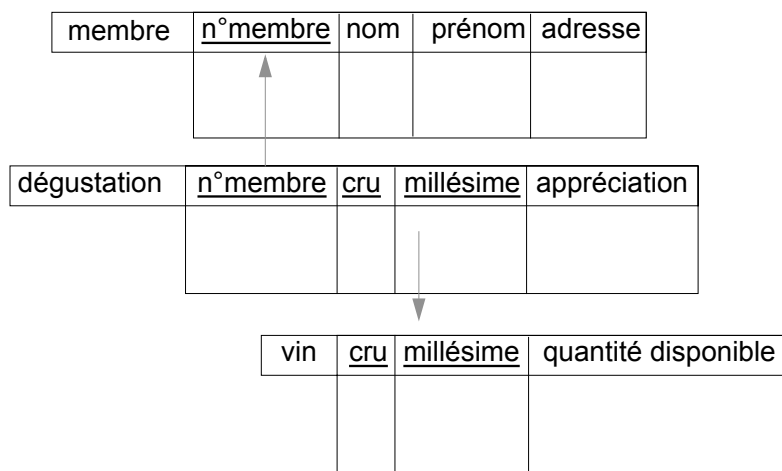 membre n°membre nom prénom adresse
dégustation n°membre cru millésime appréciation
vin cru millésime quantité disponible